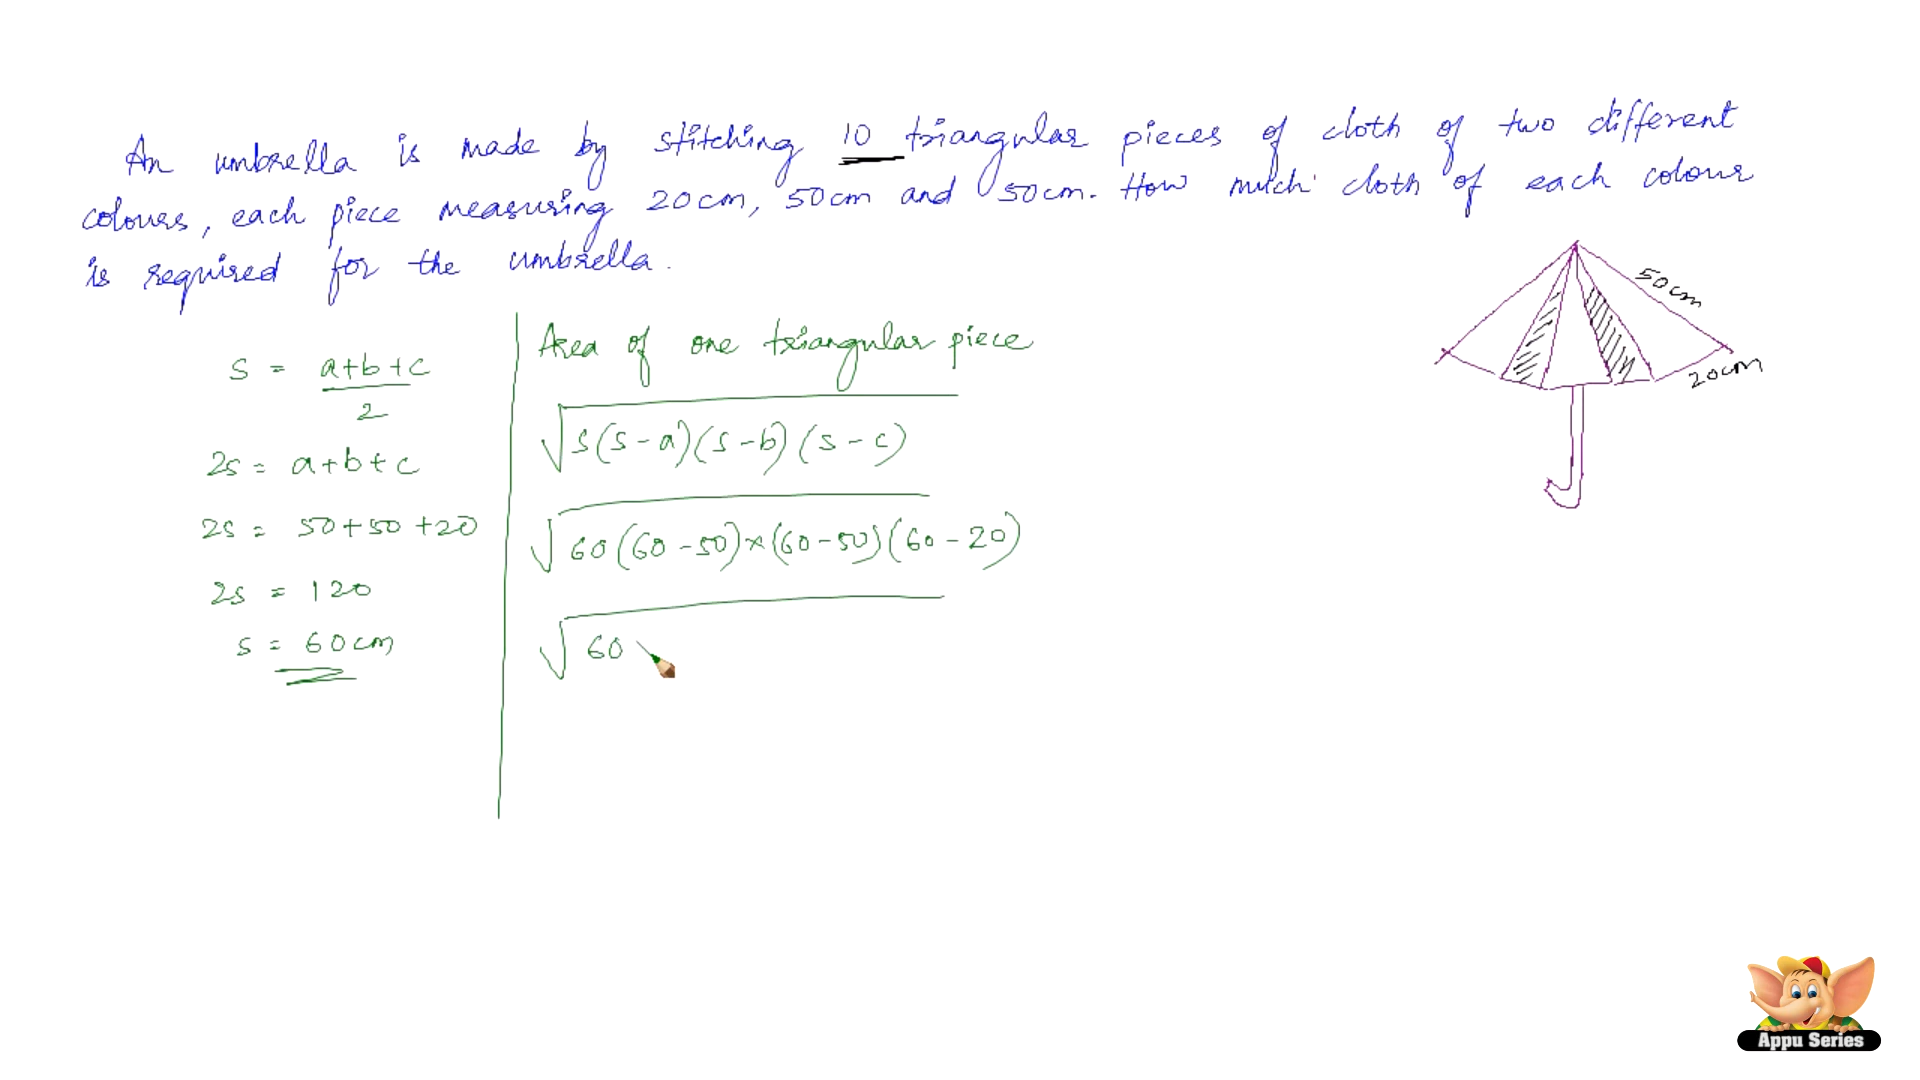 An umbrella is made by stitching 10 triangular pieces of cloth of two different
colours, each piece measuring 20cm, 50cm and 50cm. How much cloth of each colour
is required for the umbrella.
50cm
20cm
s = a+b+c
2
2s = a+b+c
2s = 50+50+20
2s = 120
s = 60cm
Area of one triangular piece
√s(s-a)(s-b)(s-c)
√60(60-50)×(60-50)(60-20)
√60
Appu Series